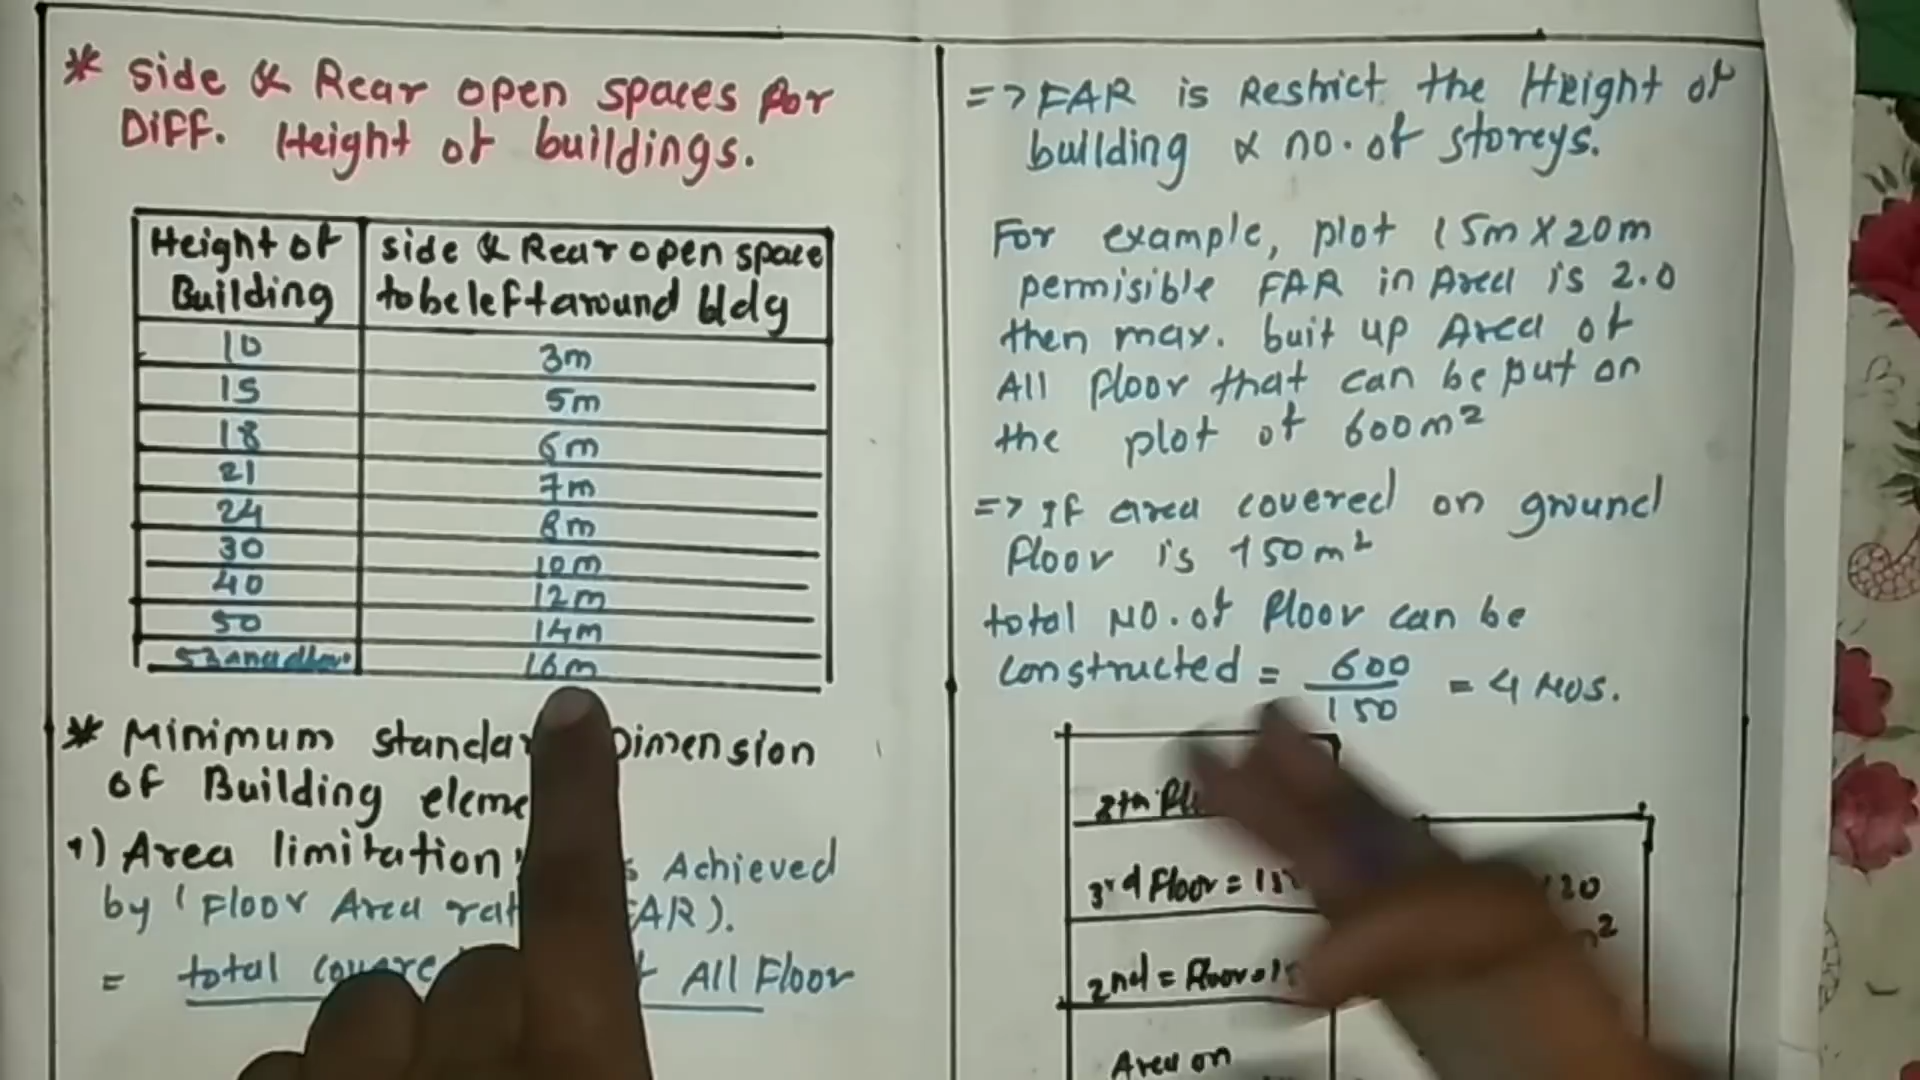 * Side & Rear open spaces for
Diff. Height of buildings.
Height of Building | side & Rear open space to be left around bldg
10 | 3m
15 | 5m
18 | 6m
21 | 7m
24 | 8m
30 | 10m
40 | 12m
50 | 14m
16m
* Minimum Dimension
of Building
1) Area limitation Achieved
by (Floor Area
= total All Floor
=> FAR is Restrict the Height of
building & no. of storeys.
For example, plot 15m X 20m
permisible FAR in Area is 2.0
then max. buit up Area of
All floor that can be put on
the plot of 600m²
=> If area covered on ground
floor is 150m²
total NO. of floor can be
constructed = 600/150 = 4 NOS.
3rd Floor =
2nd = floor =
Area on